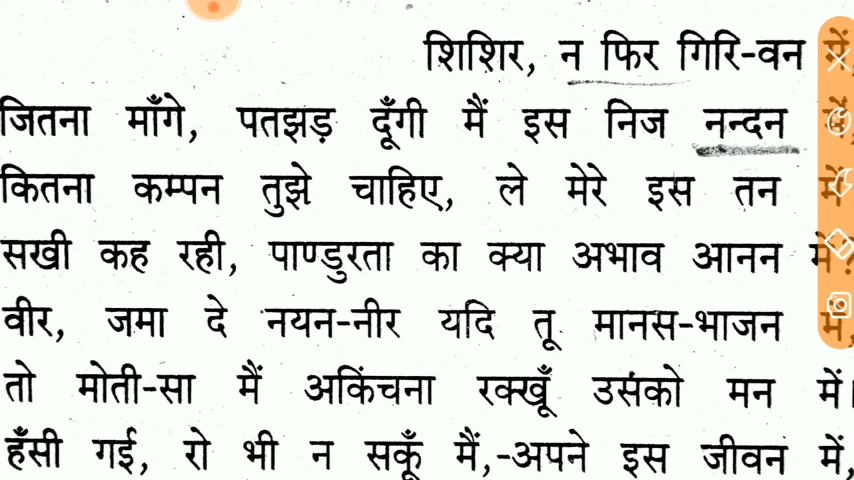 शिशिर, न फिर गिरि-वन में,
जितना माँगे, पतझड़ दूँगी मैं इस निज नन्दन में,
कितना कम्पन तुझे चाहिए, ले मेरे इस तन में
सखी कह रही, पाण्डुरता का क्या अभाव आनन में?
वीर, जमा दे नयन-नीर यदि तू मानस-भाजन में,
तो मोती-सा मैं अकिंचना रक्खूँ उसको मन में।
हँसी गई, रो भी न सकूँ मैं,-अपने इस जीवन में,